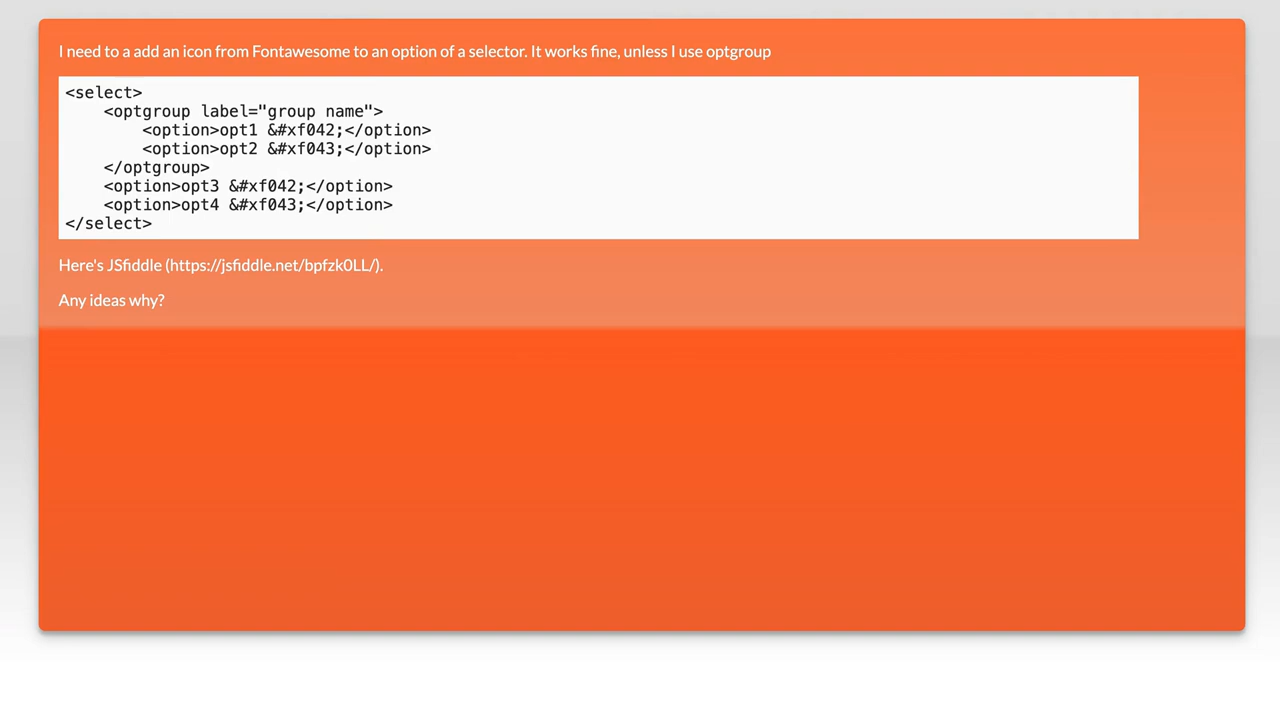 I need to a add an icon from Fontawesome to an option of a selector. It works fine, unless I use optgroup
<select>
    <optgroup label="group name">
        <option>opt1 &#xf042;</option>
        <option>opt2 &#xf043;</option>
    </optgroup>
    <option>opt3 &#xf042;</option>
    <option>opt4 &#xf043;</option>
</select>
Here's JSfiddle (https://jsfiddle.net/bpfzk0LL/).
Any ideas why?